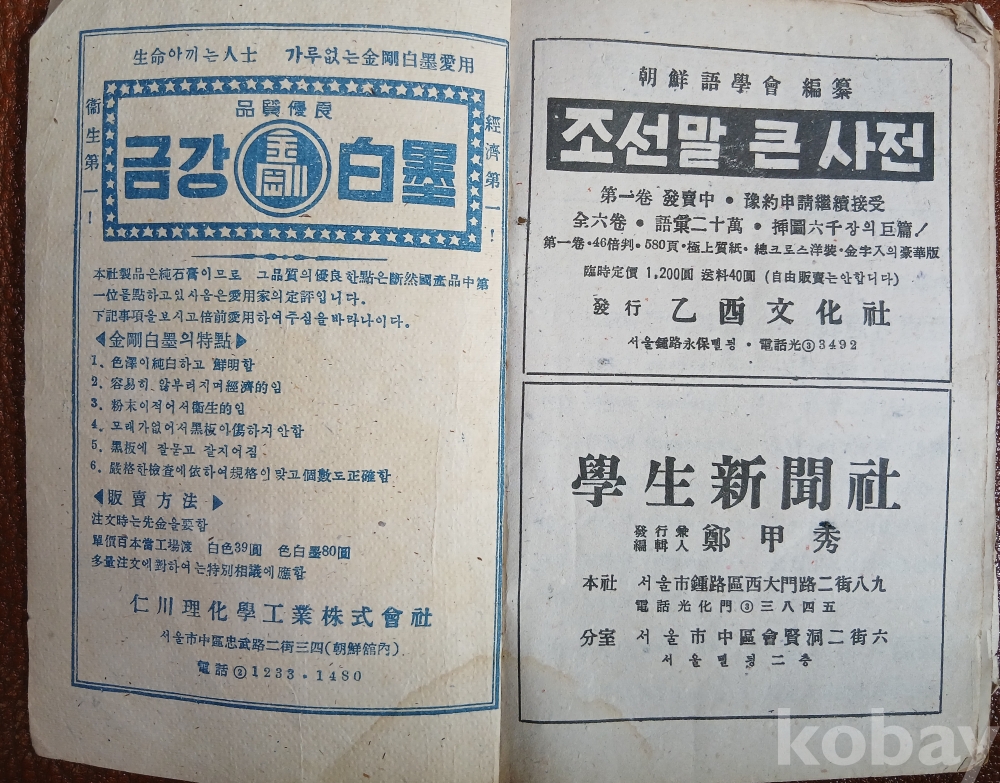 生命아끼는人士 가루없는金剛白墨愛用
衞生第一!
品質優良
금강 金剛 白墨
經濟第一!
本社製品은純石膏이므로 그品質의優良한點은斷然國產品中第
一位를點하고있사음은愛用家의定評입니다.
下記事項을보시고倍前愛用하여주심을바라나이다.
◀金剛白墨의特點▶
1. 色澤이純白하고 鮮明함
2. 容易히 않부러지며經濟的임
3. 粉末이적어서衞生的임
4. 모래가없어서黑板아傷하지안함
5. 黑板에 잘묻고 잘지어짐
6. 嚴格한檢查에依하여規格이맞고個數도正確함
◀販賣方法▶
注文時는先金을要함
單價百本當工場渡 白色39圓 色白墨80圓
多量注文에對하여는特別相議에應함
仁川理化學工業株式會社
서울市中區忠武路二街三四(朝鮮館內)
電話②1233·1480
朝鮮語學會 編纂
조선말 큰 사전
第一卷 發賣中·豫約申請繼續接受
全六卷·語彙二十萬·揷圖六千장의巨篇!
第一卷·46倍判·580頁·極上質紙·總크로스洋裝·金字入의豪華版
臨時定價 1,200圓 送料40圓 (自由販賣는안합니다)
發行 乙酉文化社
서울鍾路永保삘딍·電話光③3492
學生新聞社
發行兼
編輯人 鄭甲秀
本社 서울市鍾路區西大門路二街八九
電話光化門③三八四五
分室 서울市中區會賢洞二街六
서울삘딍二층
kobay